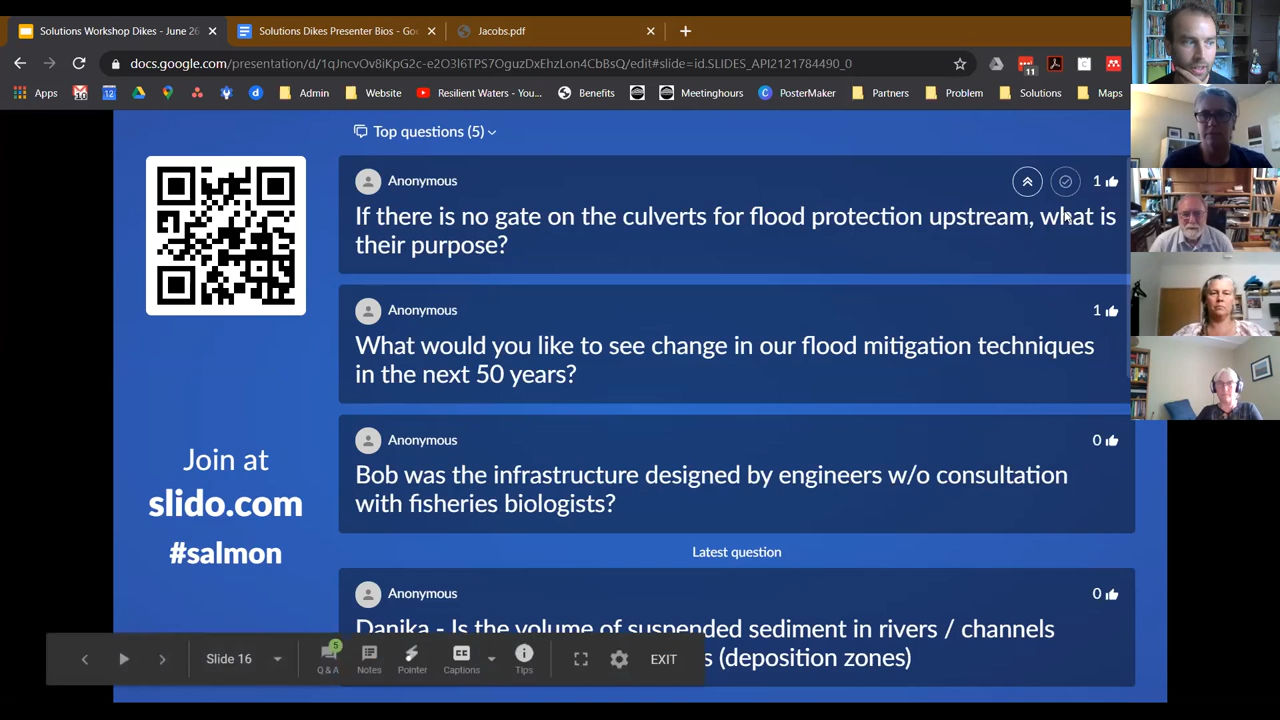 Solutions Workshop Dikes - June 26
Solutions Dikes Presenter Bios - Goo
Jacobs.pdf
docs.google.com/presentation/d/1qJncvOv8iKpG2c-e2O3I6TPS7OguzDxEhzLon4CbBsQ/edit#slide=id.SLIDES_API2121784490_0
11
Apps
Admin
Website
Resilient Waters - You...
Benefits
Meetinghours
PosterMaker
Partners
Problem
Solutions
Maps
Top questions (5)
Anonymous
1
If there is no gate on the culverts for flood protection upstream, what is
their purpose?
Anonymous
1
What would you like to see change in our flood mitigation techniques
in the next 50 years?
Anonymous
0
Bob was the infrastructure designed by engineers w/o consultation
with fisheries biologists?
Join at
slido.com
#salmon
Latest question
Anonymous
0
Danika - Is the volume of suspended sediment in rivers / channels
s (deposition zones)
Slide 16
5
Q & A
Notes
Pointer
CC
Captions
Tips
EXIT